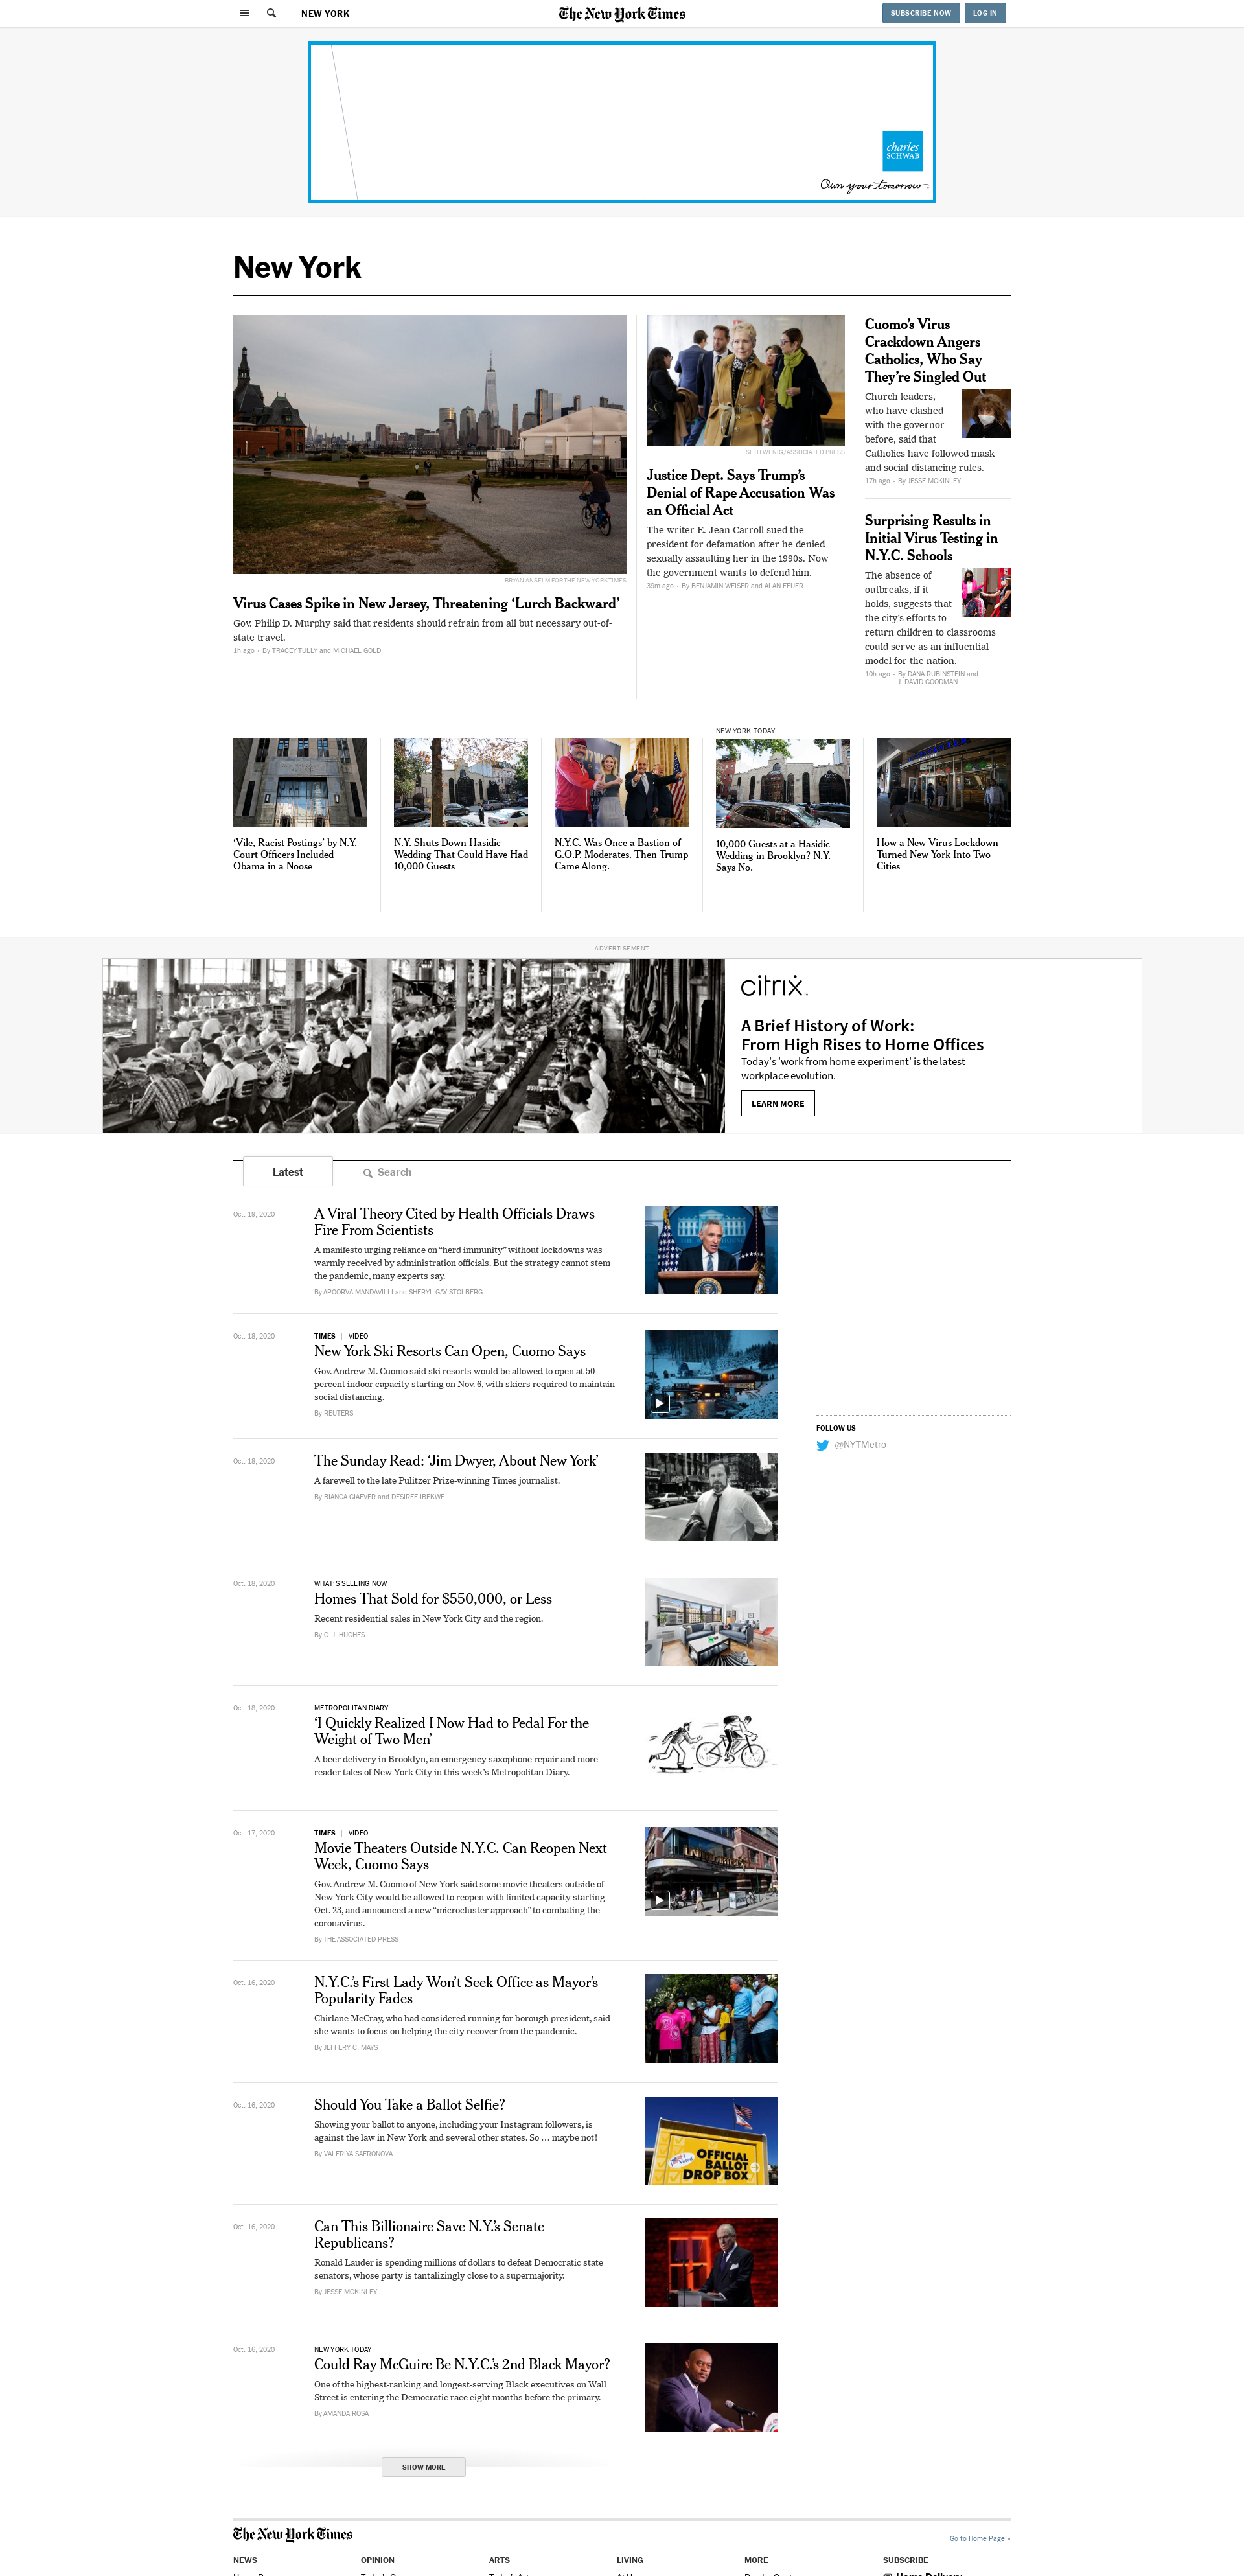 NEW YORK
The New York Times
SUBSCRIBE NOW
LOG IN
charles
SCHWAB
Own your tomorrow
New York
BRYAN ANSELM FOR THE NEW YORK TIMES
Virus Cases Spike in New Jersey, Threatening ‘Lurch Backward’
Gov. Philip D. Murphy said that residents should refrain from all but necessary out-of-
state travel.
1h ago • By TRACEY TULLY and MICHAEL GOLD
SETH WENIG/ASSOCIATED PRESS
Justice Dept. Says Trump’s
Denial of Rape Accusation Was
an Official Act
The writer E. Jean Carroll sued the
president for defamation after he denied
sexually assaulting her in the 1990s. Now
the government wants to defend him.
39m ago • By BENJAMIN WEISER and ALAN FEUER
Cuomo’s Virus
Crackdown Angers
Catholics, Who Say
They’re Singled Out
Church leaders,
who have clashed
with the governor
before, said that
Catholics have followed mask
and social-distancing rules.
17h ago • By JESSE MCKINLEY
Surprising Results in
Initial Virus Testing in
N.Y.C. Schools
The absence of
outbreaks, if it
holds, suggests that
the city’s efforts to
return children to classrooms
could serve as an influential
model for the nation.
10h ago • By DANA RUBINSTEIN and
J. DAVID GOODMAN
‘Vile, Racist Postings’ by N.Y.
Court Officers Included
Obama in a Noose
N.Y. Shuts Down Hasidic
Wedding That Could Have Had
10,000 Guests
N.Y.C. Was Once a Bastion of
G.O.P. Moderates. Then Trump
Came Along.
NEW YORK TODAY
10,000 Guests at a Hasidic
Wedding in Brooklyn? N.Y.
Says No.
How a New Virus Lockdown
Turned New York Into Two
Cities
ADVERTISEMENT
citrix
A Brief History of Work:
From High Rises to Home Offices
Today's 'work from home experiment' is the latest
workplace evolution.
LEARN MORE
Latest
Search
Oct. 19, 2020
A Viral Theory Cited by Health Officials Draws
Fire From Scientists
A manifesto urging reliance on “herd immunity” without lockdowns was
warmly received by administration officials. But the strategy cannot stem
the pandemic, many experts say.
By APOORVA MANDAVILLI and SHERYL GAY STOLBERG
Oct. 18, 2020
TIMES | VIDEO
New York Ski Resorts Can Open, Cuomo Says
Gov. Andrew M. Cuomo said ski resorts would be allowed to open at 50
percent indoor capacity starting on Nov. 6, with skiers required to maintain
social distancing.
By REUTERS
FOLLOW US
@NYTMetro
Oct. 18, 2020
The Sunday Read: ‘Jim Dwyer, About New York’
A farewell to the late Pulitzer Prize-winning Times journalist.
By BIANCA GIAEVER and DESIREE IBEKWE
Oct. 18, 2020
WHAT'S SELLING NOW
Homes That Sold for $550,000, or Less
Recent residential sales in New York City and the region.
By C. J. HUGHES
Oct. 18, 2020
METROPOLITAN DIARY
‘I Quickly Realized I Now Had to Pedal For the
Weight of Two Men’
A beer delivery in Brooklyn, an emergency saxophone repair and more
reader tales of New York City in this week’s Metropolitan Diary.
Oct. 17, 2020
TIMES | VIDEO
Movie Theaters Outside N.Y.C. Can Reopen Next
Week, Cuomo Says
Gov. Andrew M. Cuomo of New York said some movie theaters outside of
New York City would be allowed to reopen with limited capacity starting
Oct. 23, and announced a new “microcluster approach” to combating the
coronavirus.
By THE ASSOCIATED PRESS
Oct. 16, 2020
N.Y.C.’s First Lady Won’t Seek Office as Mayor’s
Popularity Fades
Chirlane McCray, who had considered running for borough president, said
she wants to focus on helping the city recover from the pandemic.
By JEFFERY C. MAYS
Oct. 16, 2020
Should You Take a Ballot Selfie?
Showing your ballot to anyone, including your Instagram followers, is
against the law in New York and several other states. So … maybe not!
By VALERIYA SAFRONOVA
OFFICIAL
BALLOT
DROP BOX
Oct. 16, 2020
Can This Billionaire Save N.Y.’s Senate
Republicans?
Ronald Lauder is spending millions of dollars to defeat Democratic state
senators, whose party is tantalizingly close to a supermajority.
By JESSE MCKINLEY
Oct. 16, 2020
NEW YORK TODAY
Could Ray McGuire Be N.Y.C.’s 2nd Black Mayor?
One of the highest-ranking and longest-serving Black executives on Wall
Street is entering the Democratic race eight months before the primary.
By AMANDA ROSA
SHOW MORE
The New York Times
Go to Home Page »
NEWS
OPINION
ARTS
LIVING
MORE
SUBSCRIBE